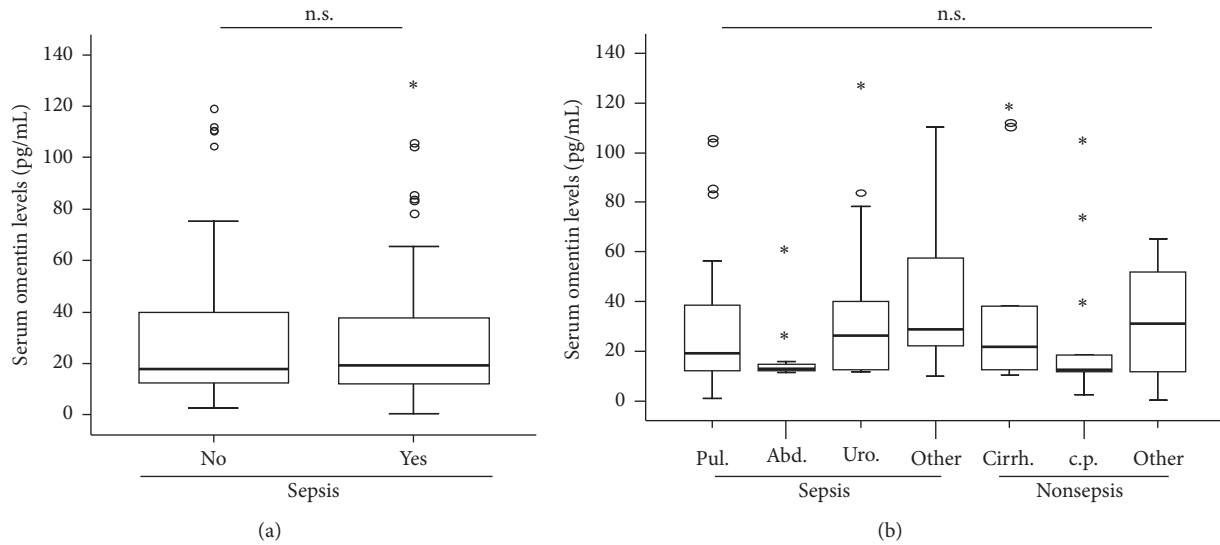 n.s.
Serum omentin levels (pg/mL)
140
120
100
80
60
40
20
0
No Yes
Sepsis
(a)
n.s.
Serum omentin levels (pg/mL)
140
120
100
80
60
40
20
0
Pul. Abd. Uro. Other Cirrh. c.p. Other
Sepsis Nonsepsis
(b)